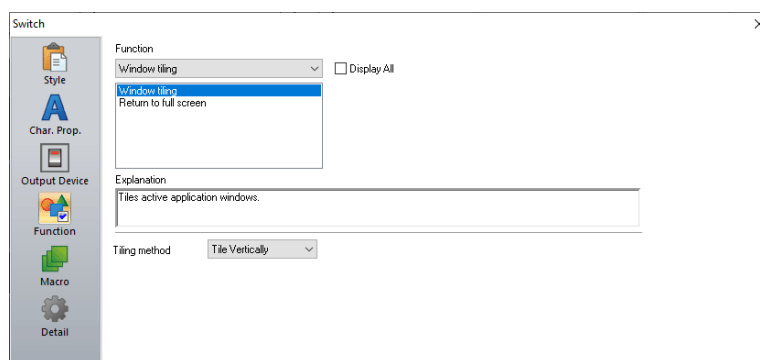 Switch
Style
Char. Prop.
Output Device
Function
Macro
Detail
Function
Window tiling
Display All
Window tiling
Return to full screen
Explanation
Tiles active application windows.
Tiling method
Tile Vertically